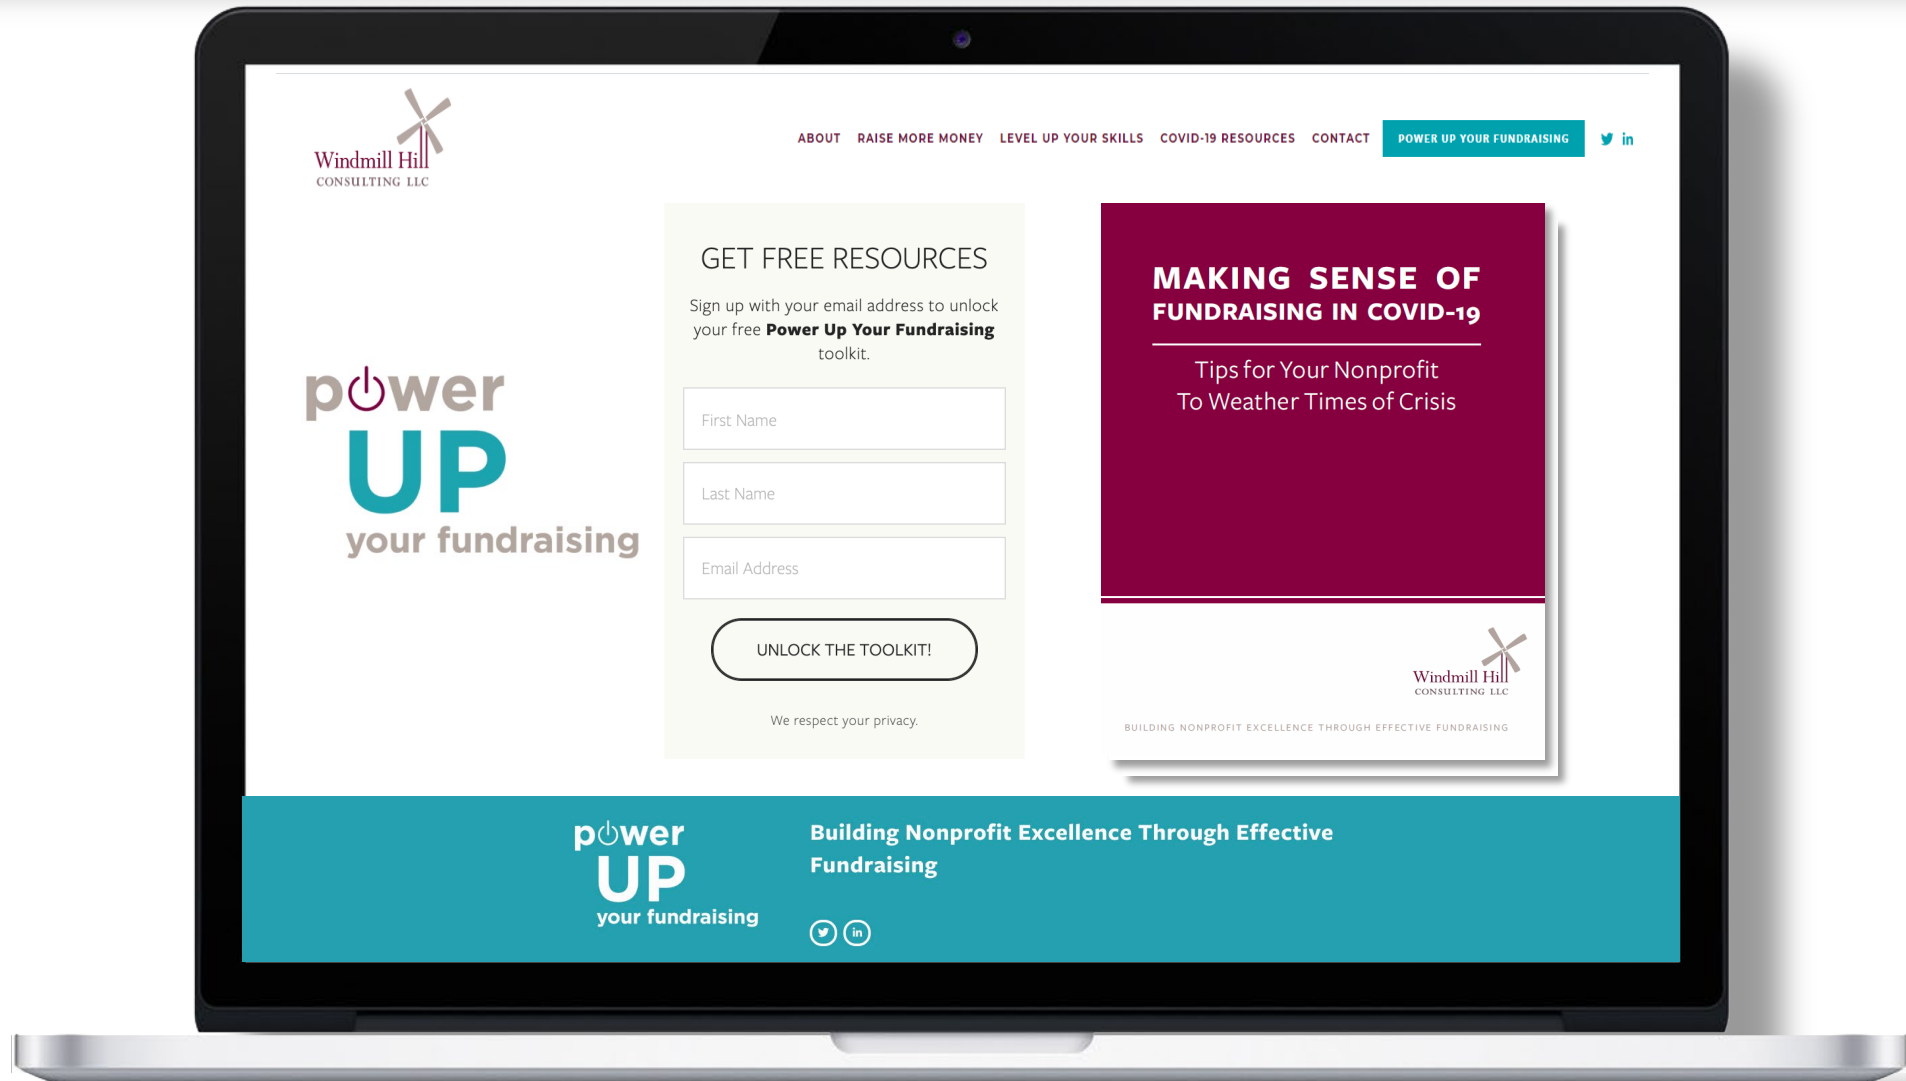 Windmill Hill
CONSULTING LLC
ABOUT RAISE MORE MONEY LEVEL UP YOUR SKILLS COVID-19 RESOURCES CONTACT POWER UP YOUR FUNDRAISING
in
power
UP
your fundraising
GET FREE RESOURCES
Sign up with your email address to unlock
your free Power Up Your Fundraising
toolkit.
First Name
Last Name
Email Address
UNLOCK THE TOOLKIT!
We respect your privacy.
MAKING SENSE OF
FUNDRAISING IN COVID-19
Tips for Your Nonprofit
To Weather Times of Crisis
Windmill Hill
CONSULTING LLC
BUILDING NONPROFIT EXCELLENCE THROUGH EFFECTIVE FUNDRAISING
power
UP
your fundraising
Building Nonprofit Excellence Through Effective
Fundraising
in